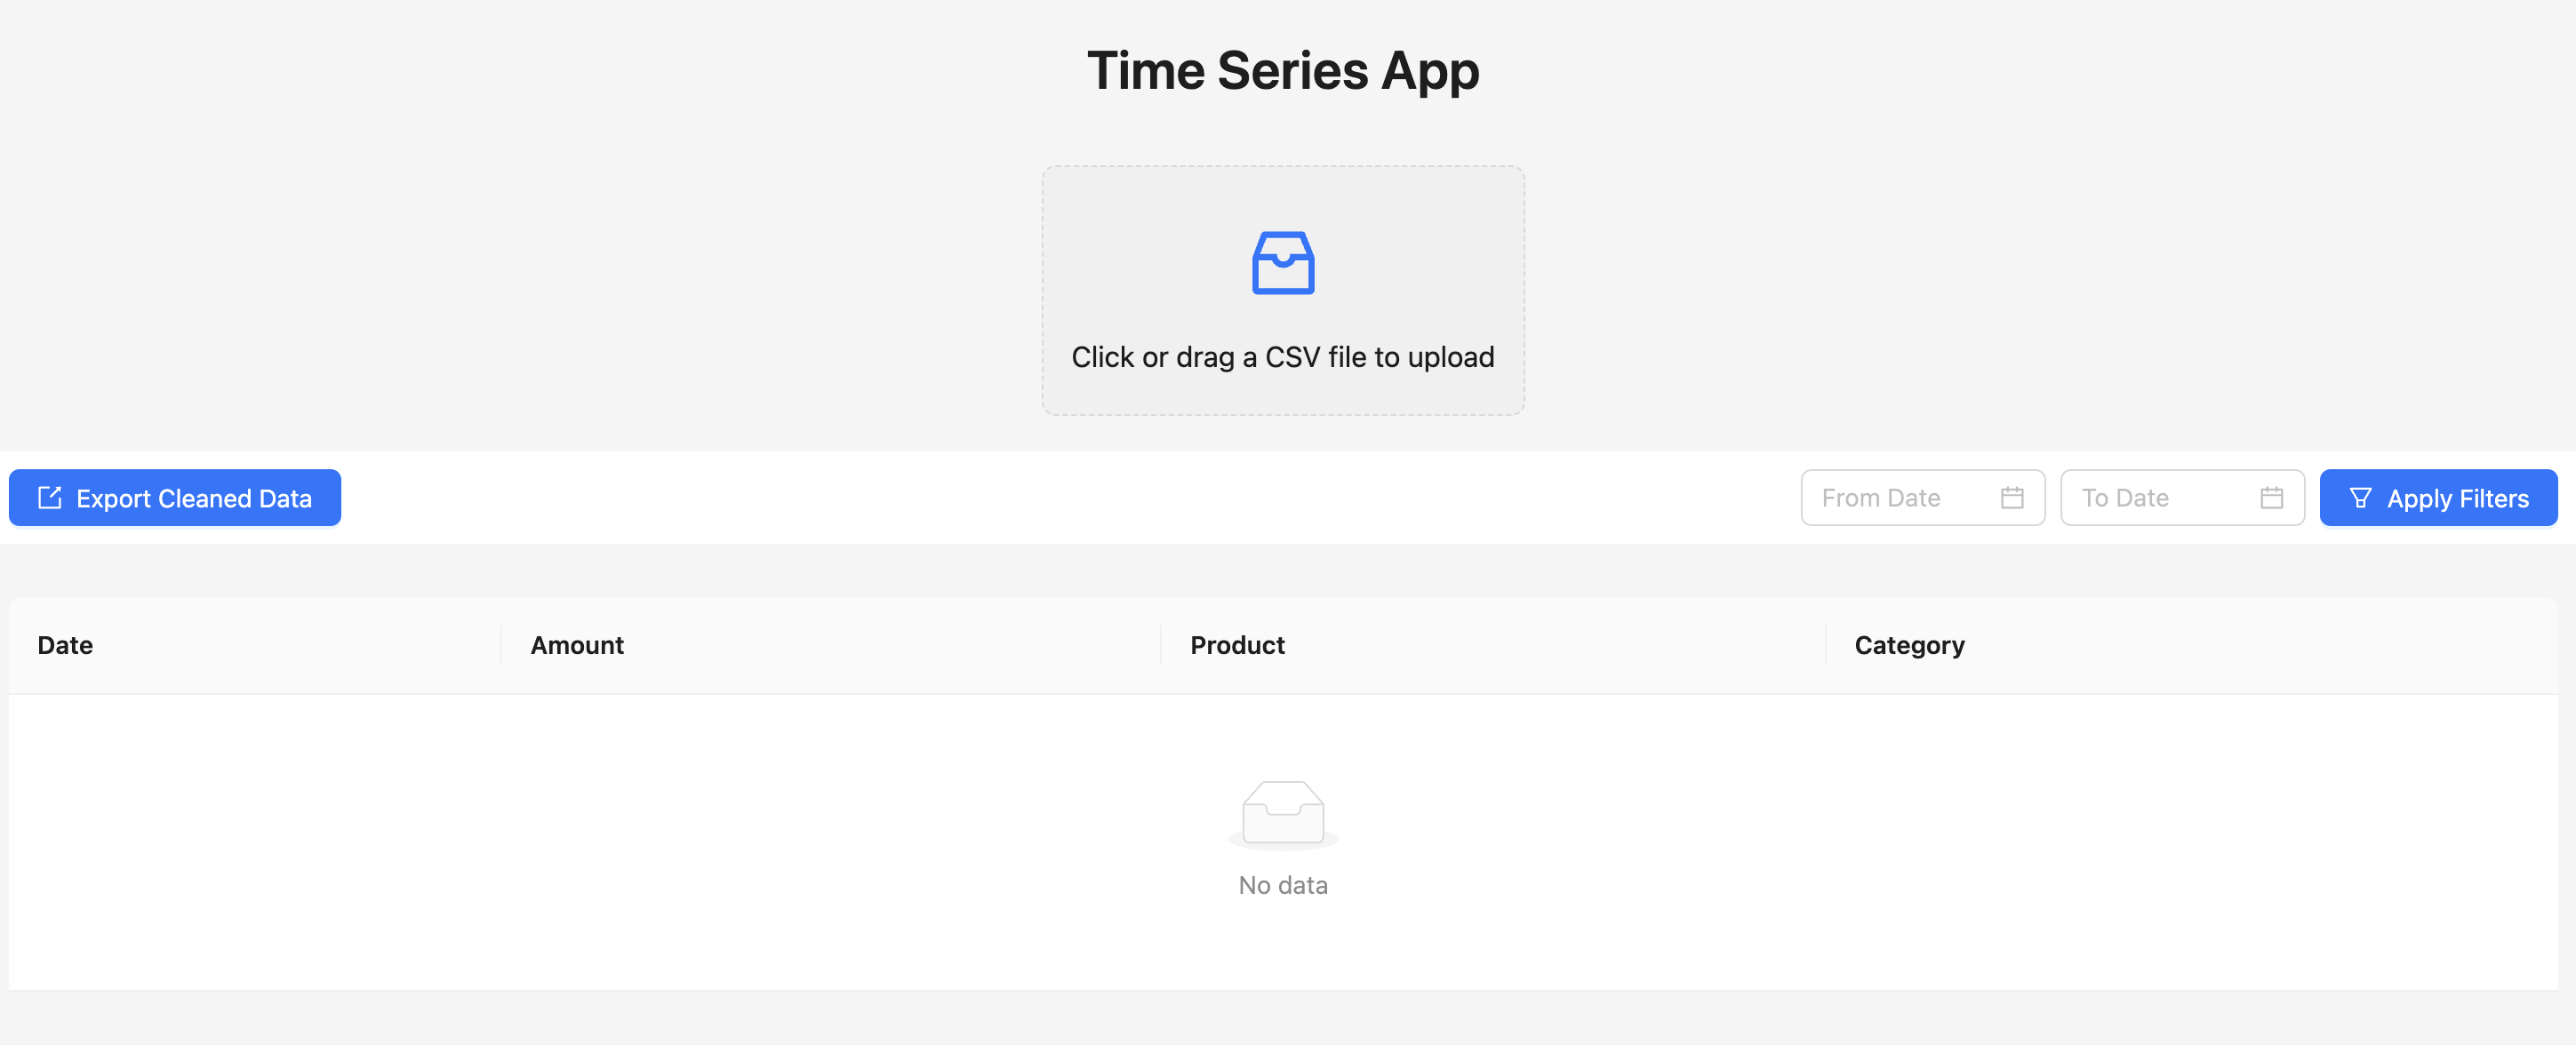 Time Series App
Click or drag a CSV file to upload
Export Cleaned Data
From Date
To Date
Apply Filters
Date
Amount
Product
Category
No data